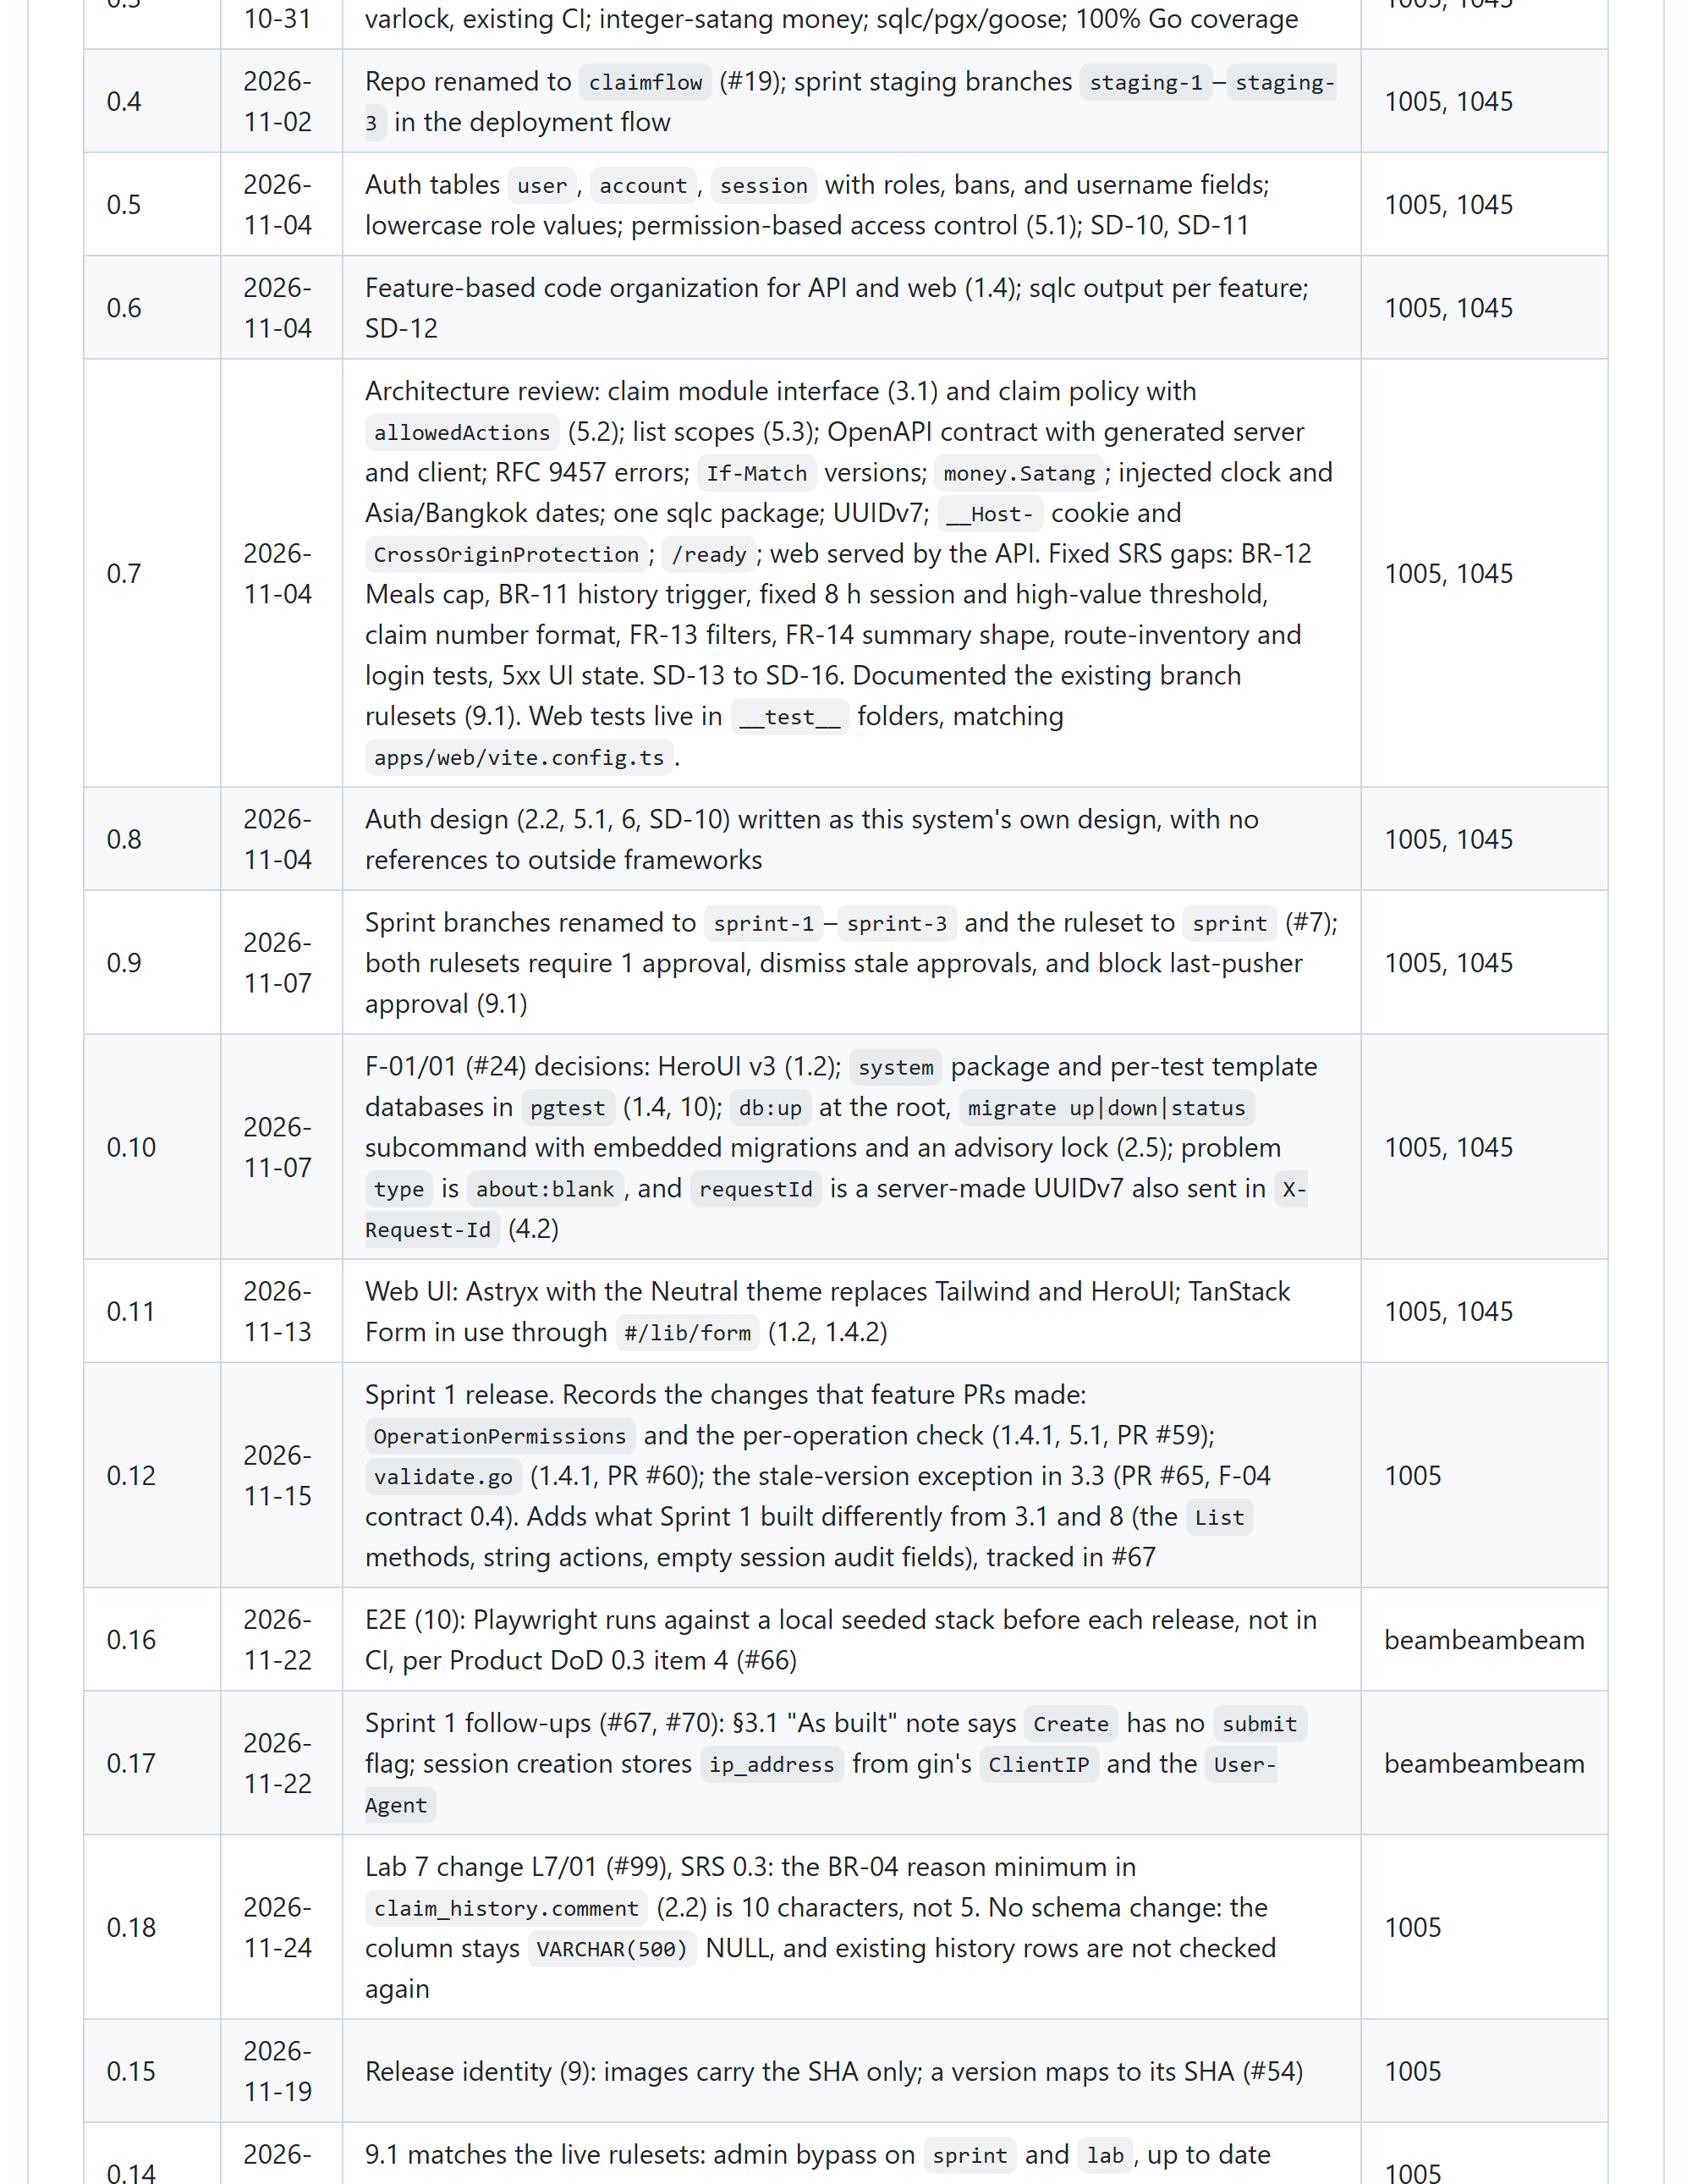 0.3
10-31
varlock, existing CI; integer-satang money; sqlc/pgx/goose; 100% Go coverage
1005, 1045
0.4
2026-
11-02
Repo renamed to claimflow (#19); sprint staging branches staging-1–staging-
3 in the deployment flow
1005, 1045
0.5
2026-
11-04
Auth tables user, account, session with roles, bans, and username fields;
lowercase role values; permission-based access control (5.1); SD-10, SD-11
1005, 1045
0.6
2026-
11-04
Feature-based code organization for API and web (1.4); sqlc output per feature;
SD-12
1005, 1045
0.7
2026-
11-04
Architecture review: claim module interface (3.1) and claim policy with
allowedActions (5.2); list scopes (5.3); OpenAPI contract with generated server
and client; RFC 9457 errors; If-Match versions; money.Satang; injected clock and
Asia/Bangkok dates; one sqlc package; UUIDv7; __Host- cookie and
CrossOriginProtection; /ready; web served by the API. Fixed SRS gaps: BR-12
Meals cap, BR-11 history trigger, fixed 8 h session and high-value threshold,
claim number format, FR-13 filters, FR-14 summary shape, route-inventory and
login tests, 5xx UI state. SD-13 to SD-16. Documented the existing branch
rulesets (9.1). Web tests live in __test__ folders, matching
apps/web/vite.config.ts.
1005, 1045
0.8
2026-
11-04
Auth design (2.2, 5.1, 6, SD-10) written as this system's own design, with no
references to outside frameworks
1005, 1045
0.9
2026-
11-07
Sprint branches renamed to sprint-1–sprint-3 and the ruleset to sprint (#7);
both rulesets require 1 approval, dismiss stale approvals, and block last-pusher
approval (9.1)
1005, 1045
0.10
2026-
11-07
F-01/01 (#24) decisions: HeroUI v3 (1.2); system package and per-test template
databases in pgtest (1.4, 10); db:up at the root, migrate up|down|status
subcommand with embedded migrations and an advisory lock (2.5); problem
type is about:blank, and requestId is a server-made UUIDv7 also sent in X-
Request-Id (4.2)
1005, 1045
0.11
2026-
11-13
Web UI: Astryx with the Neutral theme replaces Tailwind and HeroUI; TanStack
Form in use through #/lib/form (1.2, 1.4.2)
1005, 1045
0.12
2026-
11-15
Sprint 1 release. Records the changes that feature PRs made:
OperationPermissions and the per-operation check (1.4.1, 5.1, PR #59);
validate.go (1.4.1, PR #60); the stale-version exception in 3.3 (PR #65, F-04
contract 0.4). Adds what Sprint 1 built differently from 3.1 and 8 (the List
methods, string actions, empty session audit fields), tracked in #67
1005
0.16
2026-
11-22
E2E (10): Playwright runs against a local seeded stack before each release, not in
CI, per Product DoD 0.3 item 4 (#66)
beambeambeam
0.17
2026-
11-22
Sprint 1 follow-ups (#67, #70): §3.1 "As built" note says Create has no submit
flag; session creation stores ip_address from gin's ClientIP and the User-
Agent
beambeambeam
0.18
2026-
11-24
Lab 7 change L7/01 (#99), SRS 0.3: the BR-04 reason minimum in
claim_history.comment (2.2) is 10 characters, not 5. No schema change: the
column stays VARCHAR(500) NULL, and existing history rows are not checked
again
1005
0.15
2026-
11-19
Release identity (9): images carry the SHA only; a version maps to its SHA (#54)
1005
0.14
2026-
9.1 matches the live rulesets: admin bypass on sprint and lab, up to date
1005